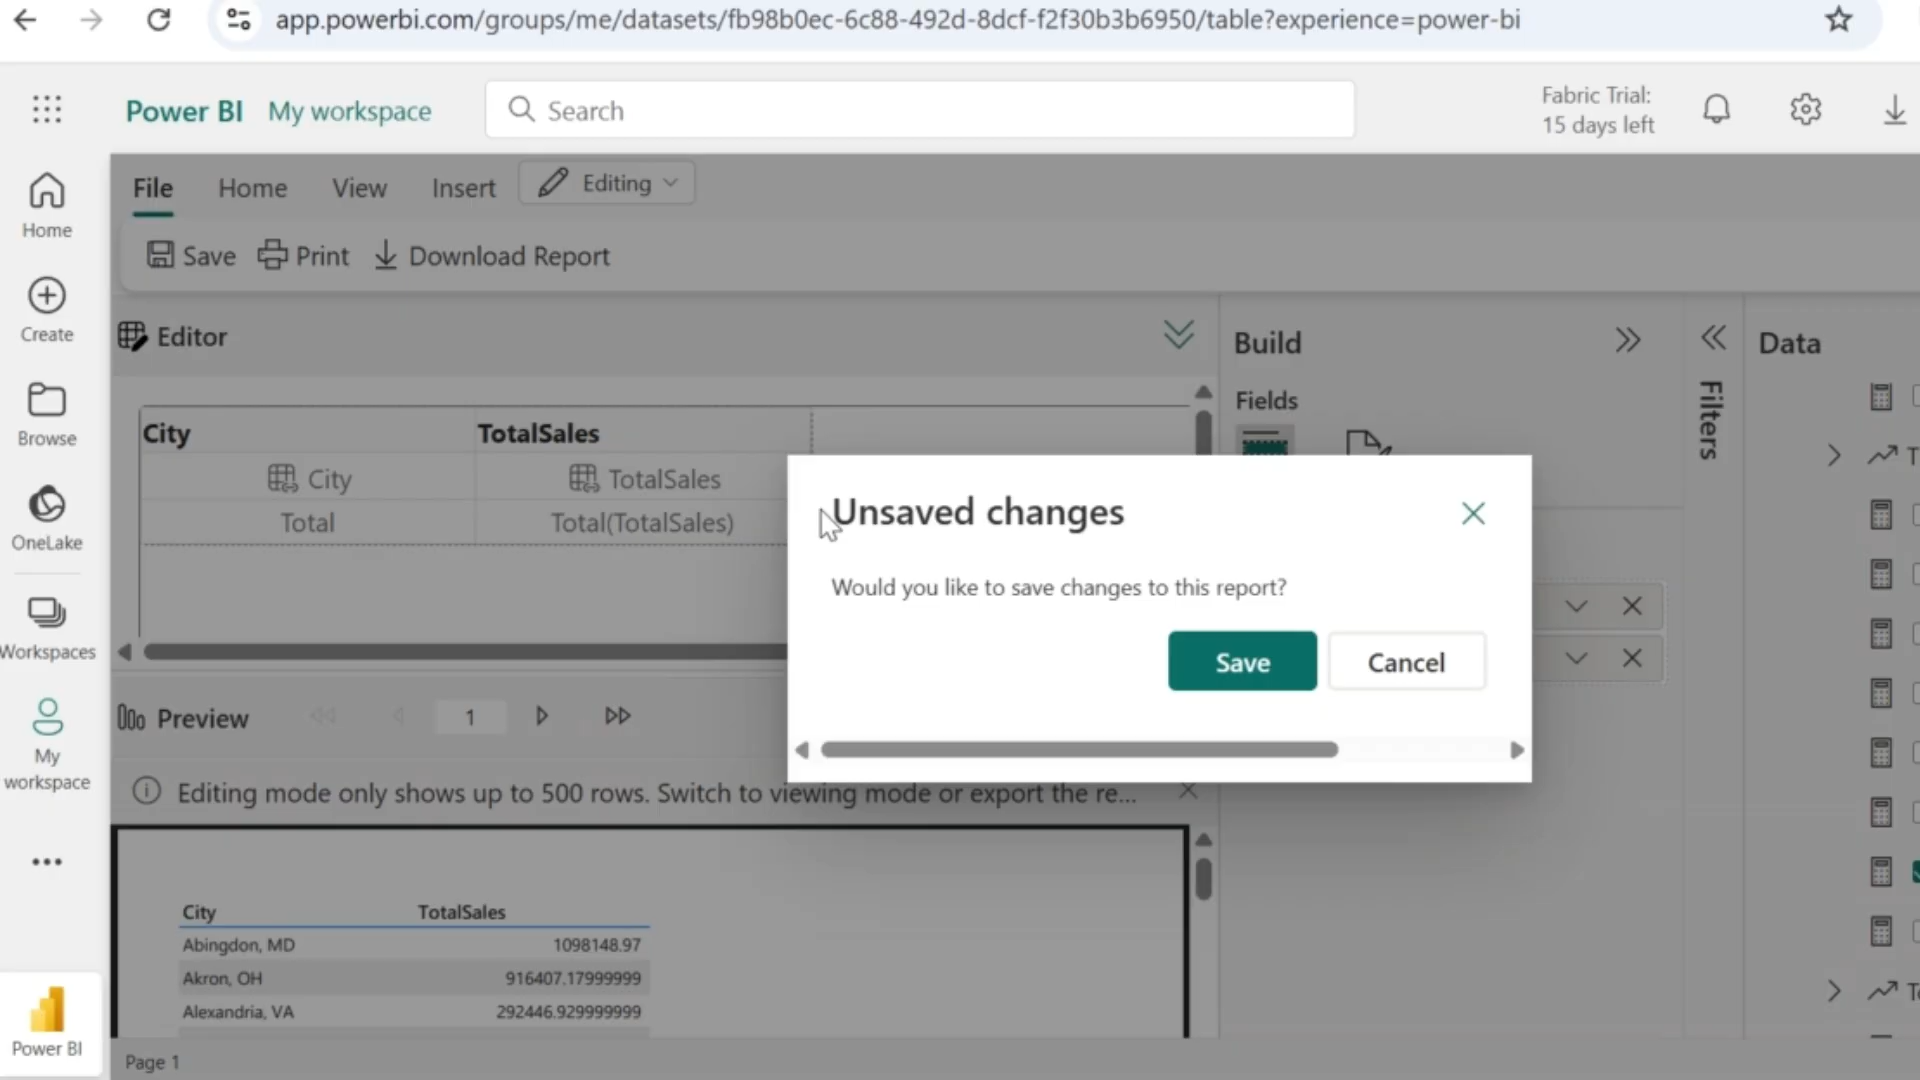 app.powerbi.com/groups/me/datasets/fb98b0ec-6c88-492d-8dcf-f2f30b3b6950/table?experience=power-bi
Power BI My workspace
Search
Fabric Trial:
15 days left
File Home View Insert Editing
Save Print Download Report
Home
Create
Browse
OneLake
Workspaces
My
workspace
Power BI
Editor
City TotalSales
City TotalSales
Total Total(TotalSales)
Build
Fields
Filters
Data
Unsaved changes
Would you like to save changes to this report?
Save Cancel
Preview 1
Editing mode only shows up to 500 rows. Switch to viewing mode or export the re...
City TotalSales
Abingdon, MD 1098148.97
Akron, OH 916407.17999999
Alexandria, VA 292446.929999999
Page 1